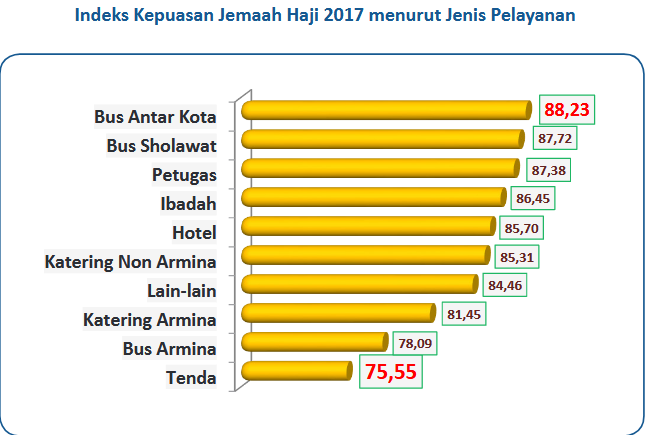 Indeks Kepuasan Jemaah Haji 2017 menurut Jenis Pelayanan
Bus Antar Kota 88,23
Bus Sholawat 87,72
Petugas 87,38
Ibadah 86,45
Hotel 85,70
Katering Non Armina 85,31
Lain-lain 84,46
Katering Armina 81,45
Bus Armina 78,09
Tenda 75,55